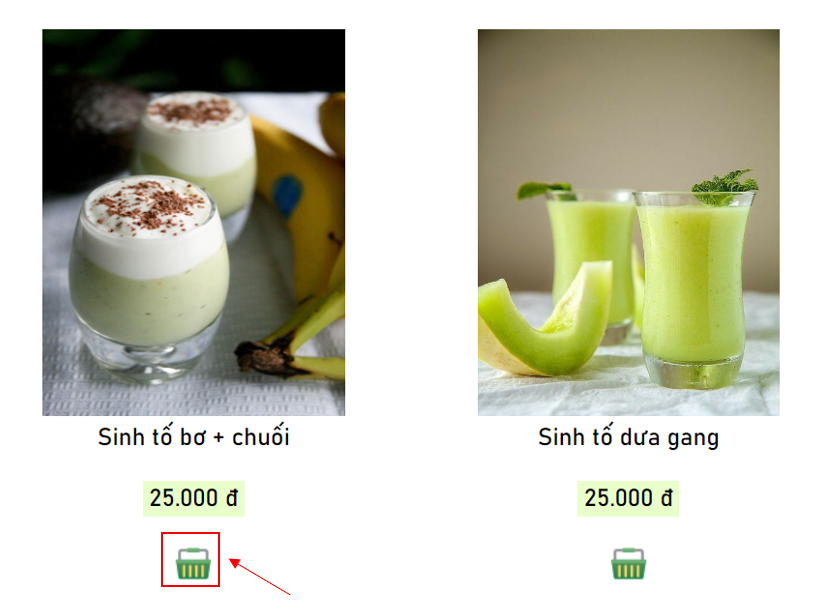 Sinh tố bơ + chuối
Sinh tố dưa gang
25.000 đ
25.000 đ